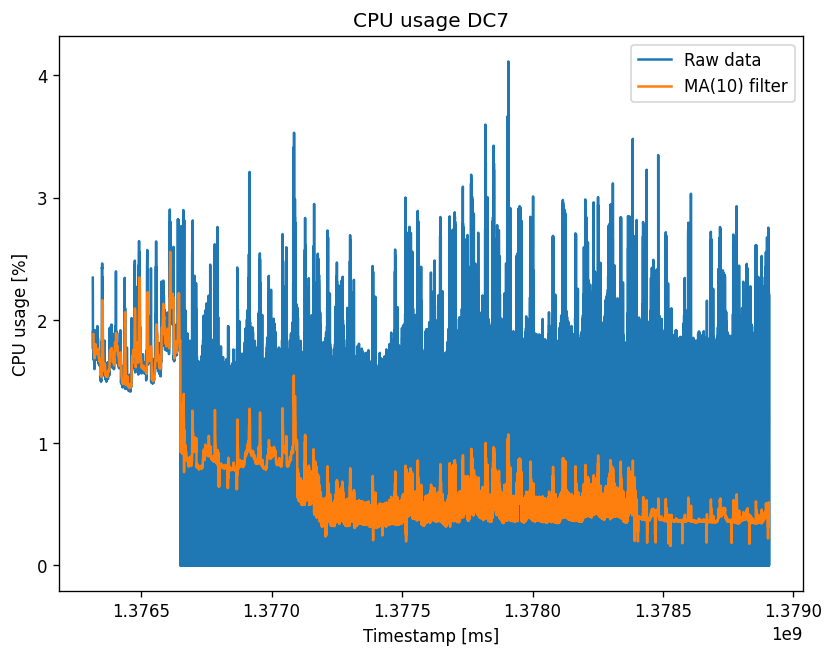 CPU usage DC7
Raw data
MA(10) filter
4
3
2
1
0
CPU usage [%]
1.3765
1.3770
1.3775
1.3780
1.3785
1.3790
1e9
Timestamp [ms]